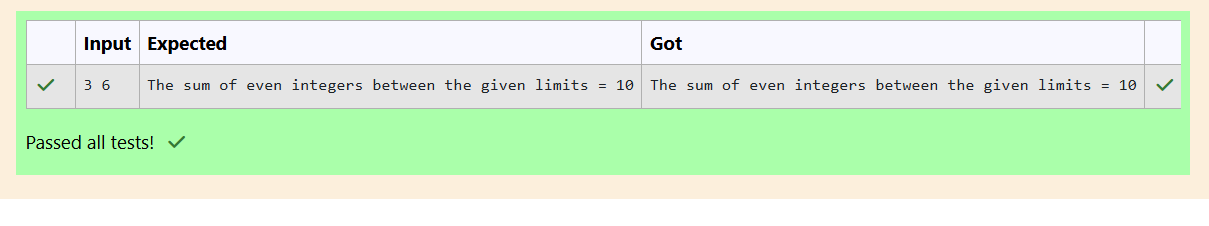 Input Expected Got
3 6 The sum of even integers between the given limits = 10 The sum of even integers between the given limits = 10
Passed all tests!